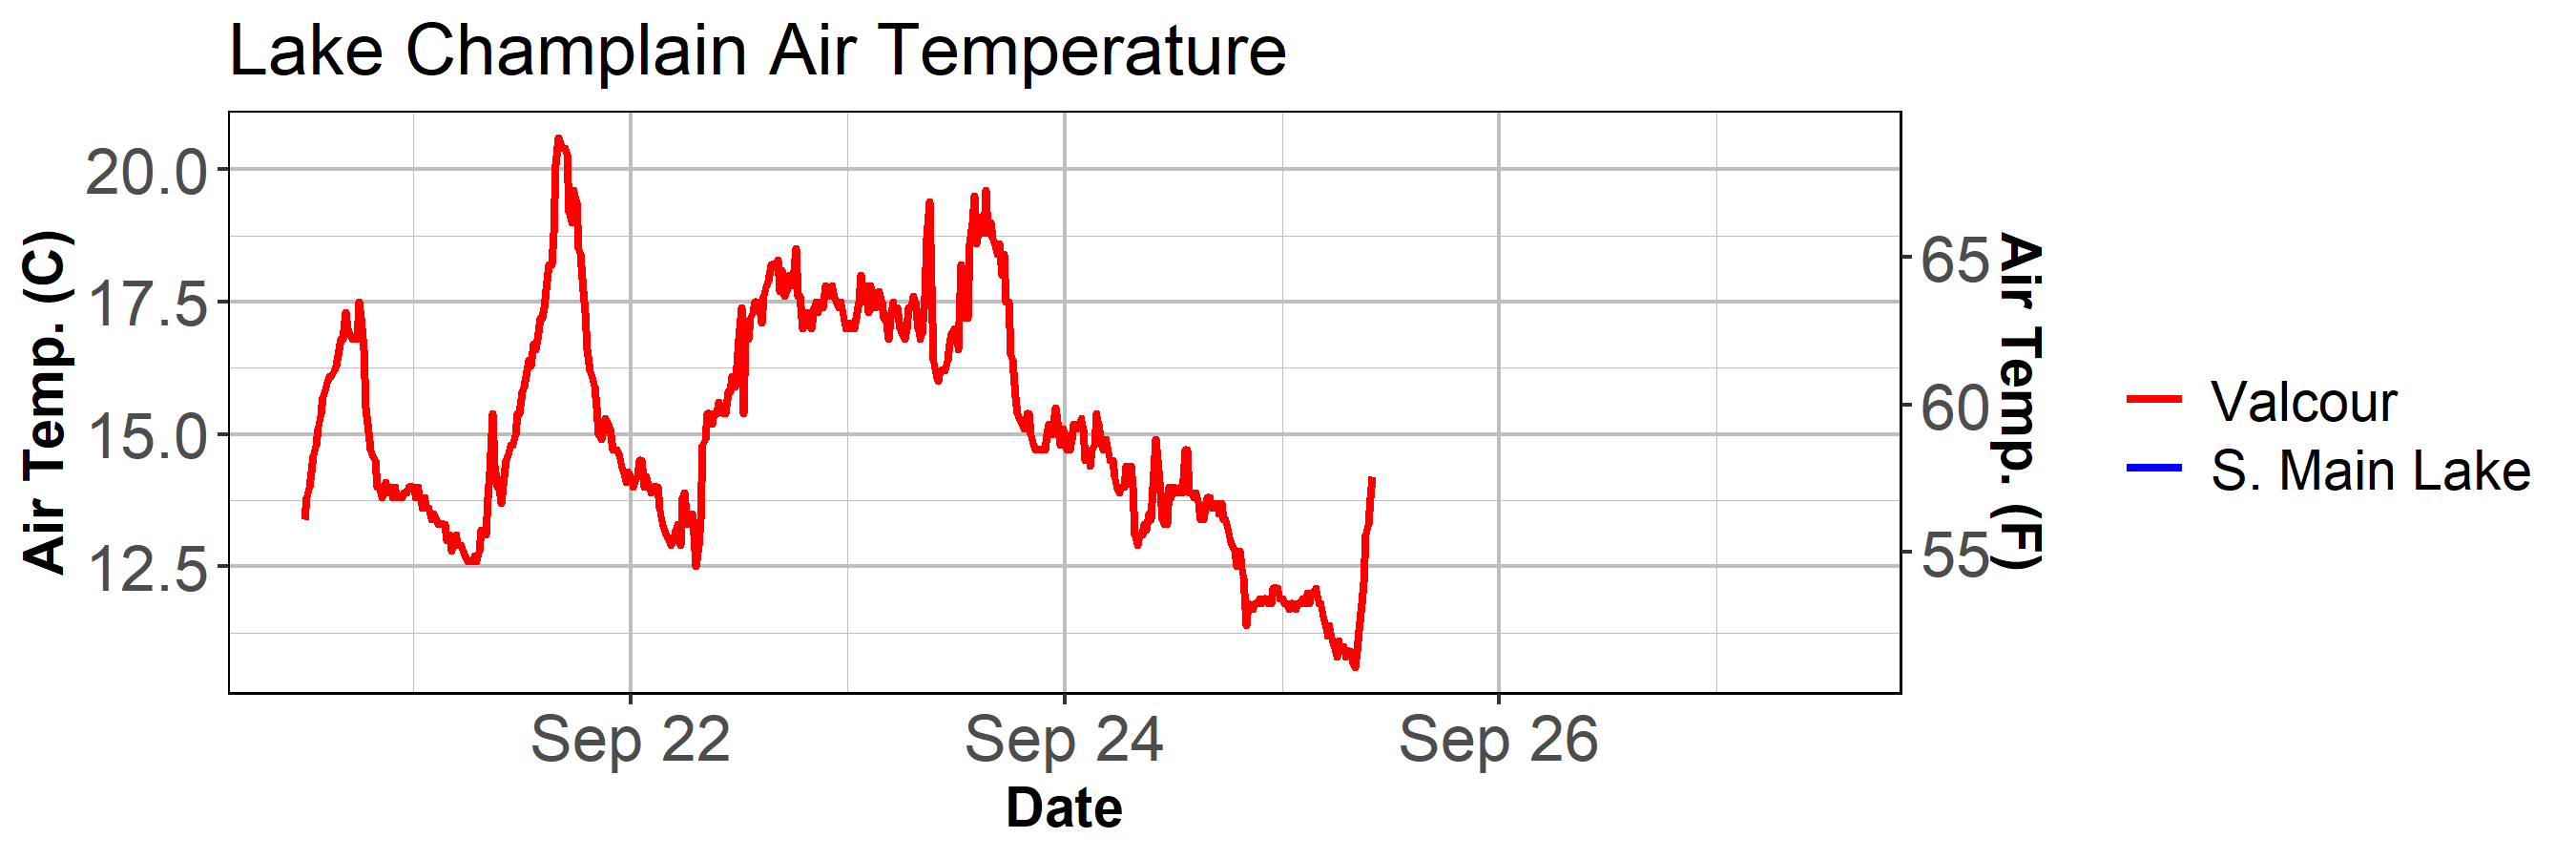 Lake Champlain Air Temperature
Air Temp. (C)
20.0
17.5
15.0
12.5
65
60
55
Air Temp. (F)
Valcour
S. Main Lake
Sep 22
Sep 24
Sep 26
Date